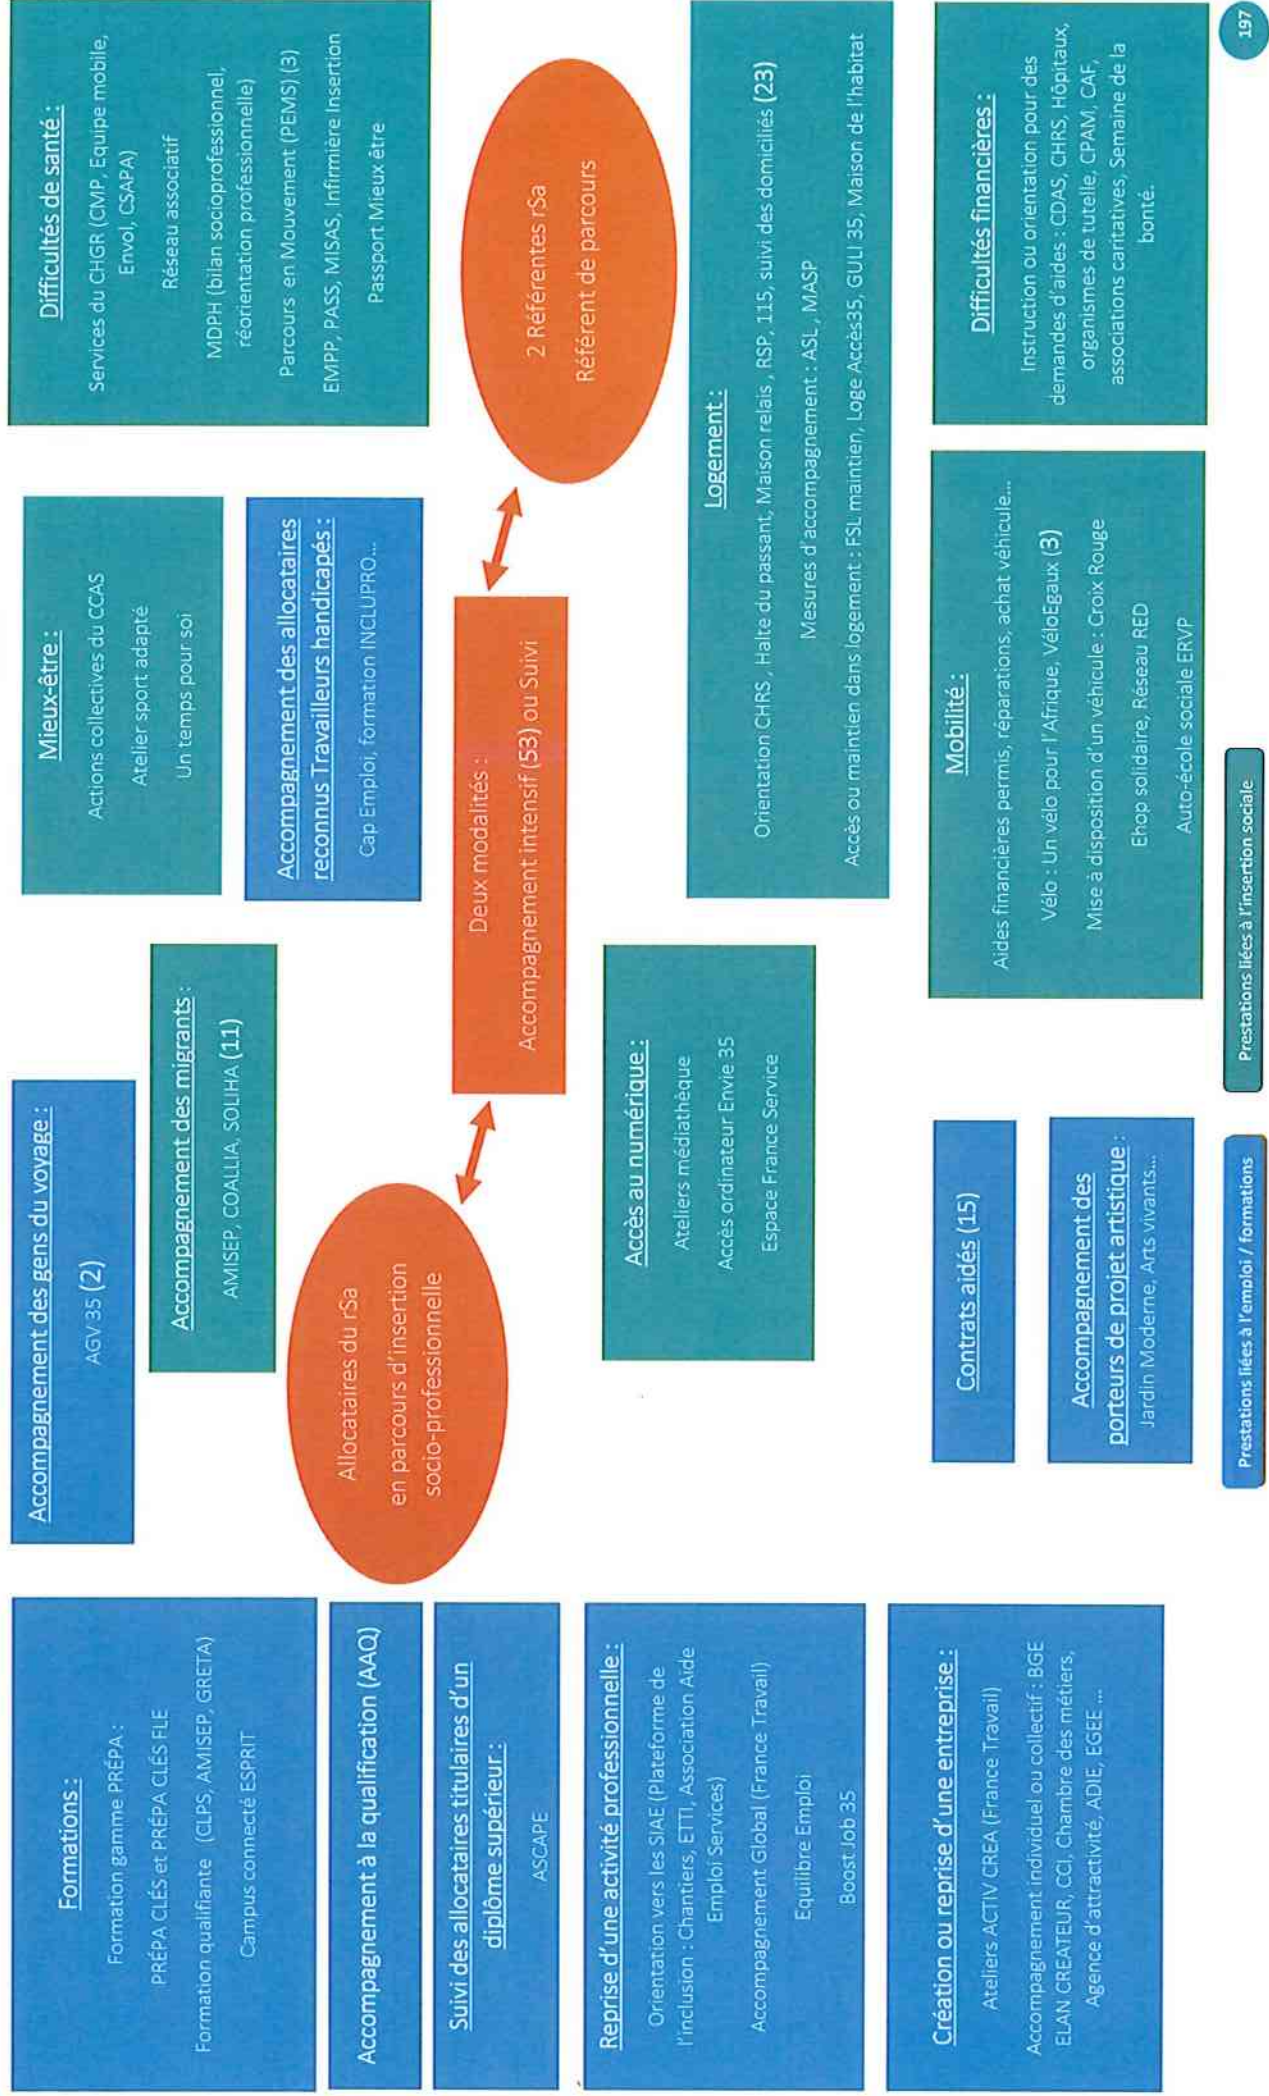 Formations :
Formation gamme PRÉPA :
PRÉPA CLÉS et PRÉPA CLÉS FLE
Formation qualifiante (CLPS, AMISEP, GRETA)
Campus connecté ESPRIT
Accompagnement à la qualification (AAQ)
Suivi des allocataires titulaires d'un
diplôme supérieur :
ASCAPE
Reprise d'une activité professionnelle :
Orientation vers les SIAE (Plateforme de
l'inclusion : Chantiers, ETTI, Association Aide
Emploi Services)
Accompagnement Global (France Travail)
Equilibre Emploi
Boost Job 35
Création ou reprise d'une entreprise :
Ateliers ACTIV CREA (France Travail)
Accompagnement individuel ou collectif : BGE
ELAN CREATEUR, CCI, Chambre des métiers,
Agence d'attractivité, ADIE, EGEE ...
Accompagnement des gens du voyage :
AGV 35 (2)
Accompagnement des migrants :
AMISEP, COALLIA, SOLIHA (11)
Allocataires du rSa
en parcours d'insertion
socio-professionnelle
Accès au numérique :
Ateliers médiathèque
Accès ordinateur Envie 35
Espace France Service
Contrats aidés (15)
Accompagnement des
porteurs de projet artistique :
Jardin Moderne, Arts vivants...
Mieux-être :
Actions collectives du CCAS
Atelier sport adapté
Un temps pour soi
Accompagnement des allocataires
reconnus Travailleurs handicapés :
Cap Emploi, formation INCLUPRO...
Deux modalités :
Accompagnement intensif (53) ou Suivi
Difficultés de santé :
Services du CHGR (CMP, Equipe mobile,
Envol, CSAPA)
Réseau associatif
MDPH (bilan socioprofessionnel,
réorientation professionnelle)
Parcours en Mouvement (PEMS) (3)
EMPP, PASS, MISAS, Infirmière Insertion
Passport Mieux être
2 Référentes rSa
Référent de parcours
Logement :
Orientation CHRS , Halte du passant, Maison relais , RSP, 115, suivi des domiciliés (23)
Mesures d'accompagnement : ASL , MASP
Accès ou maintien dans logement : FSL maintien, Loge Accès35, GULI 35, Maison de l'habitat
Mobilité :
Aides financières permis, réparations, achat véhicule...
Vélo : Un vélo pour l'Afrique, VéloEgaux (3)
Mise à disposition d'un véhicule : Croix Rouge
Ehop solidaire, Réseau RED
Auto-école sociale ERVP
Difficultés financières :
Instruction ou orientation pour des
demandes d'aides : CDAS, CHRS, Hôpitaux,
organismes de tutelle, CPAM, CAF,
associations caritatives, Semaine de la
bonté.
Prestations liées à l'emploi / formations
Prestations liées à l'insertion sociale
197